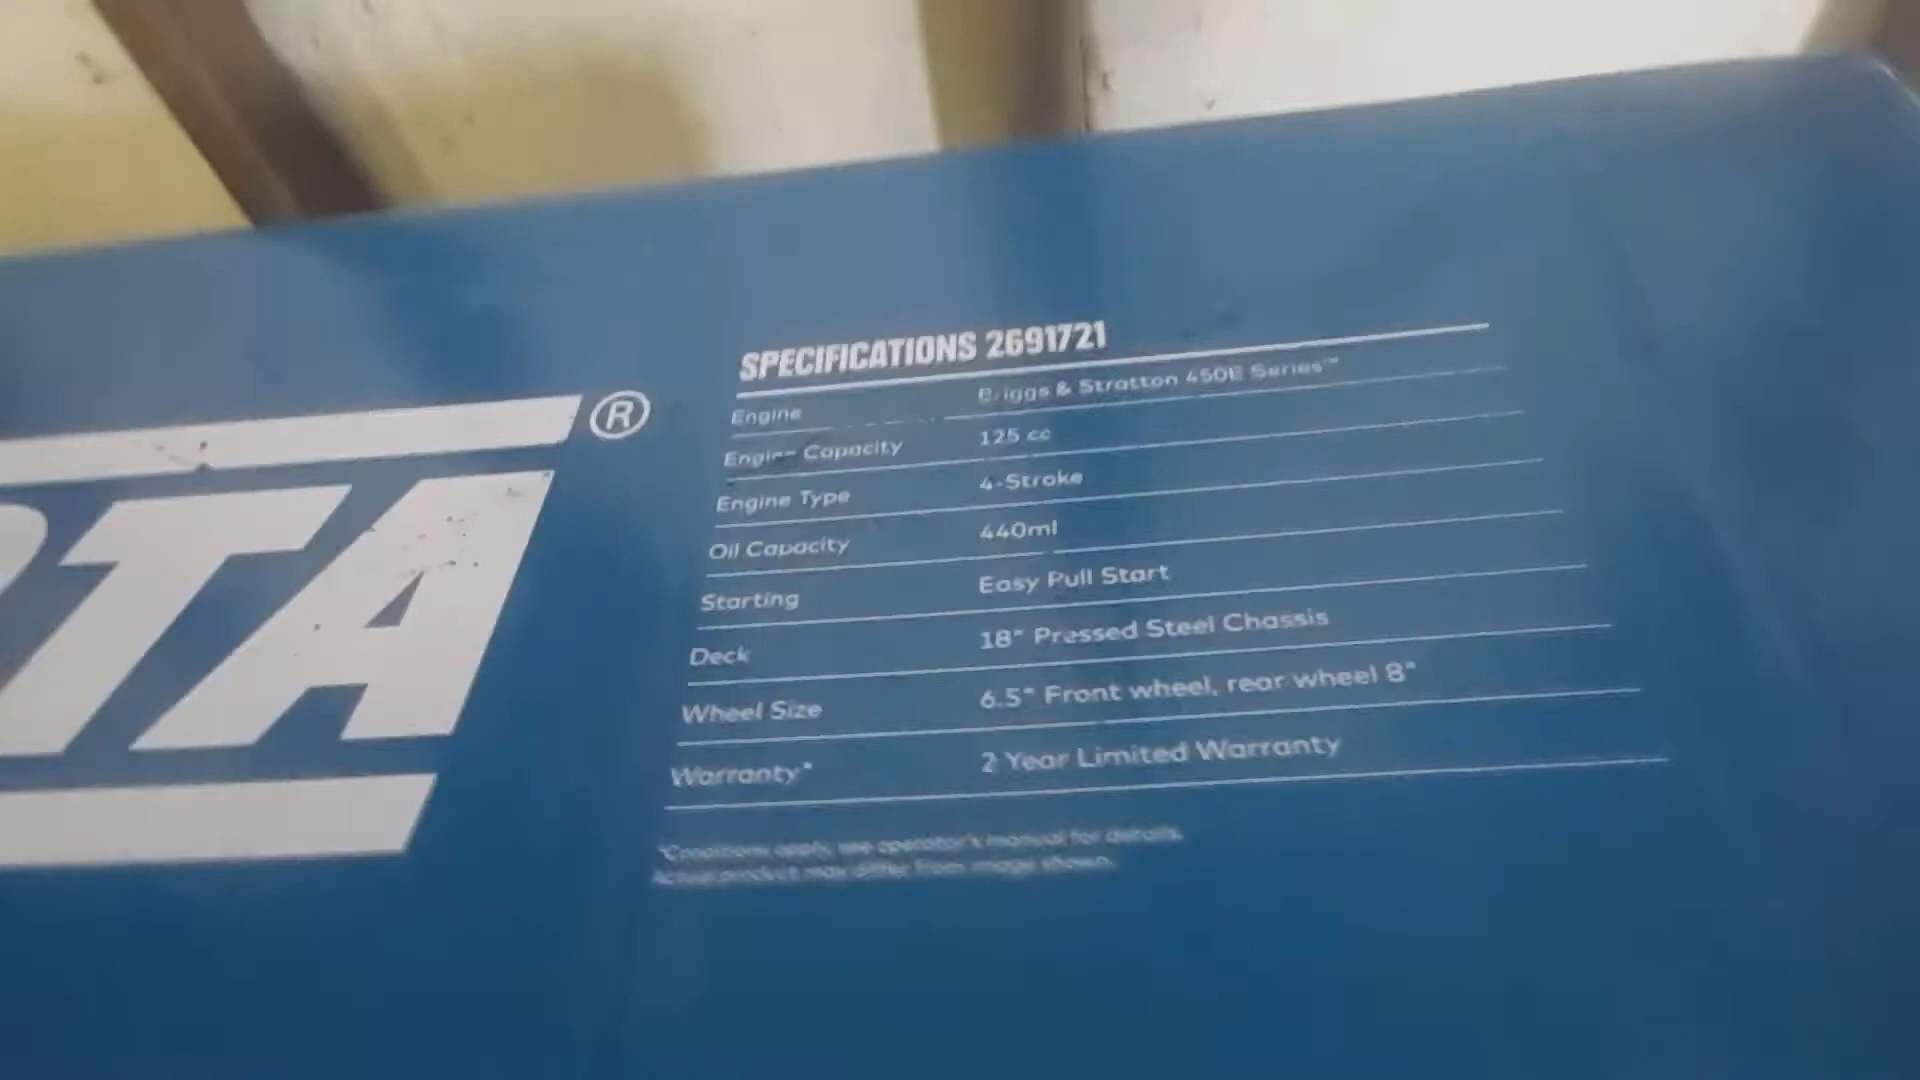 RTA®
SPECIFICATIONS 2691721
Engine Briggs & Stratton 450E Series™
Engine Capacity 125 cc
Engine Type 4-Stroke
Oil Capacity 440ml
Starting Easy Pull Start
Deck 18" Pressed Steel Chassis
Wheel Size 6.5" Front wheel, rear wheel 8"
Warranty* 2 Year Limited Warranty
*Conditions apply, see operator's manual for details.
Actual product may differ from image shown.